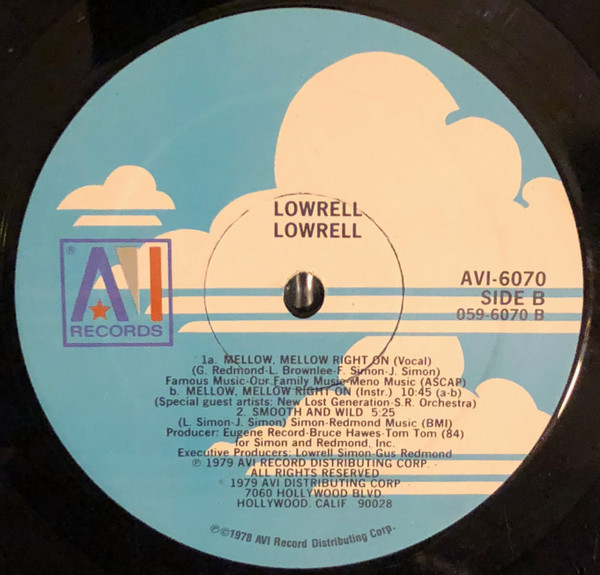 LOWRELL
LOWRELL
AVI-6070
SIDE B
059-6070 B
® AVI
RECORDS
1a. MELLOW, MELLOW RIGHT ON (Vocal)
(G. Redmond-L. Brownlee-F. Simon-J. Simon)
Famous Music-Our Family Music-Meno Music (ASCAP)
b. MELLOW, MELLOW RIGHT ON (Instr.) 10:45 (a-b)
(Special guest artists: New Lost Generation-S.R. Orchestra)
2. SMOOTH AND WILD 5:25
(L. Simon-J. Simon) Simon-Redmond Music (BMI)
Producer: Eugene Record-Bruce Hawes-Tom Tom (84)
for Simon and Redmond, Inc.
Executive Producers: Lowrell Simon-Gus Redmond
℗ 1979 AVI RECORD DISTRIBUTING CORP.
ALL RIGHTS RESERVED
© 1979 AVI DISTRIBUTING CORP.
7060 HOLLYWOOD BLVD.
HOLLYWOOD, CALIF 90028
℗©1978 AVI Record Distributing Corp.